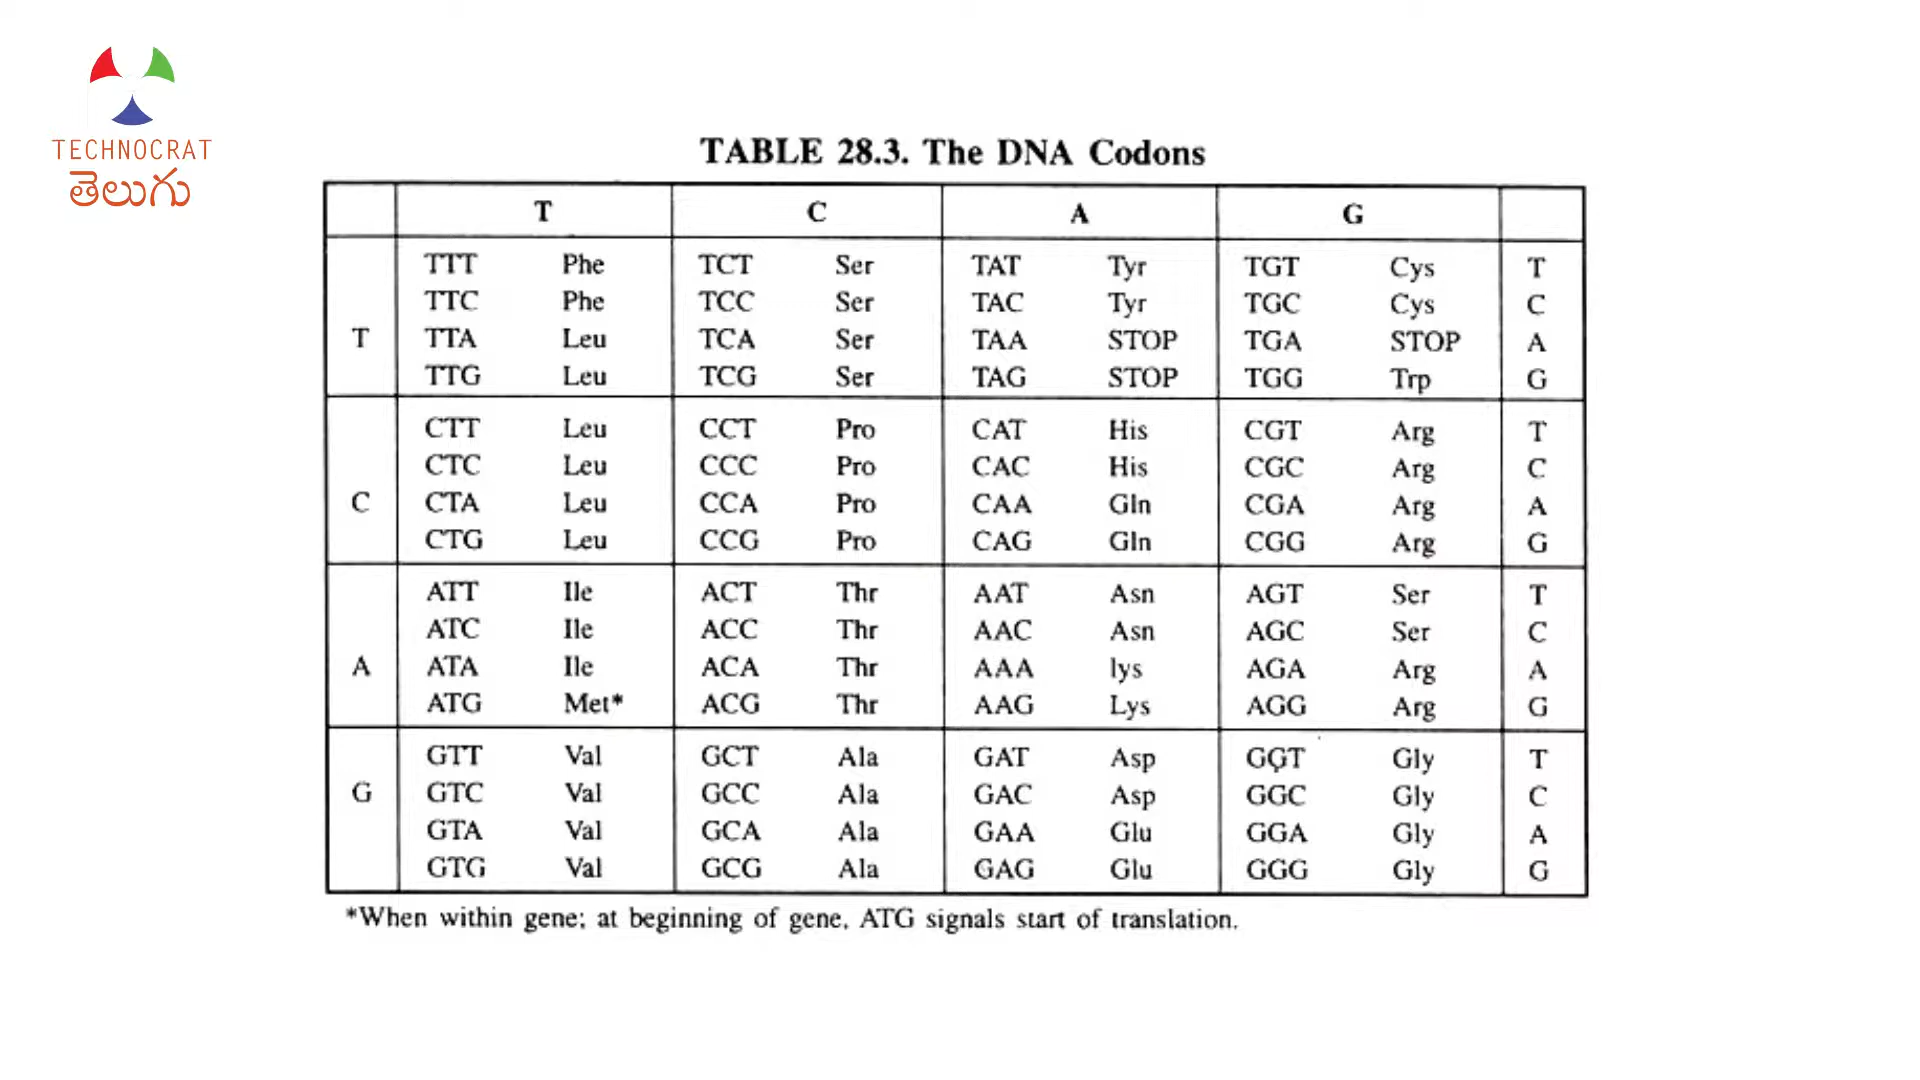 TECHNOCRAT
తెలుగు
TABLE 28.3. The DNA Codons
T C A G
TTT Phe TCT Ser TAT Tyr TGT Cys T
TTC Phe TCC Ser TAC Tyr TGC Cys C
T TTA Leu TCA Ser TAA STOP TGA STOP A
TTG Leu TCG Ser TAG STOP TGG Trp G
CTT Leu CCT Pro CAT His CGT Arg T
CTC Leu CCC Pro CAC His CGC Arg C
C CTA Leu CCA Pro CAA Gln CGA Arg A
CTG Leu CCG Pro CAG Gln CGG Arg G
ATT Ile ACT Thr AAT Asn AGT Ser T
ATC Ile ACC Thr AAC Asn AGC Ser C
A ATA Ile ACA Thr AAA lys AGA Arg A
ATG Met* ACG Thr AAG Lys AGG Arg G
GTT Val GCT Ala GAT Asp GGT Gly T
G GTC Val GCC Ala GAC Asp GGC Gly C
GTA Val GCA Ala GAA Glu GGA Gly A
GTG Val GCG Ala GAG Glu GGG Gly G
*When within gene; at beginning of gene, ATG signals start of translation.